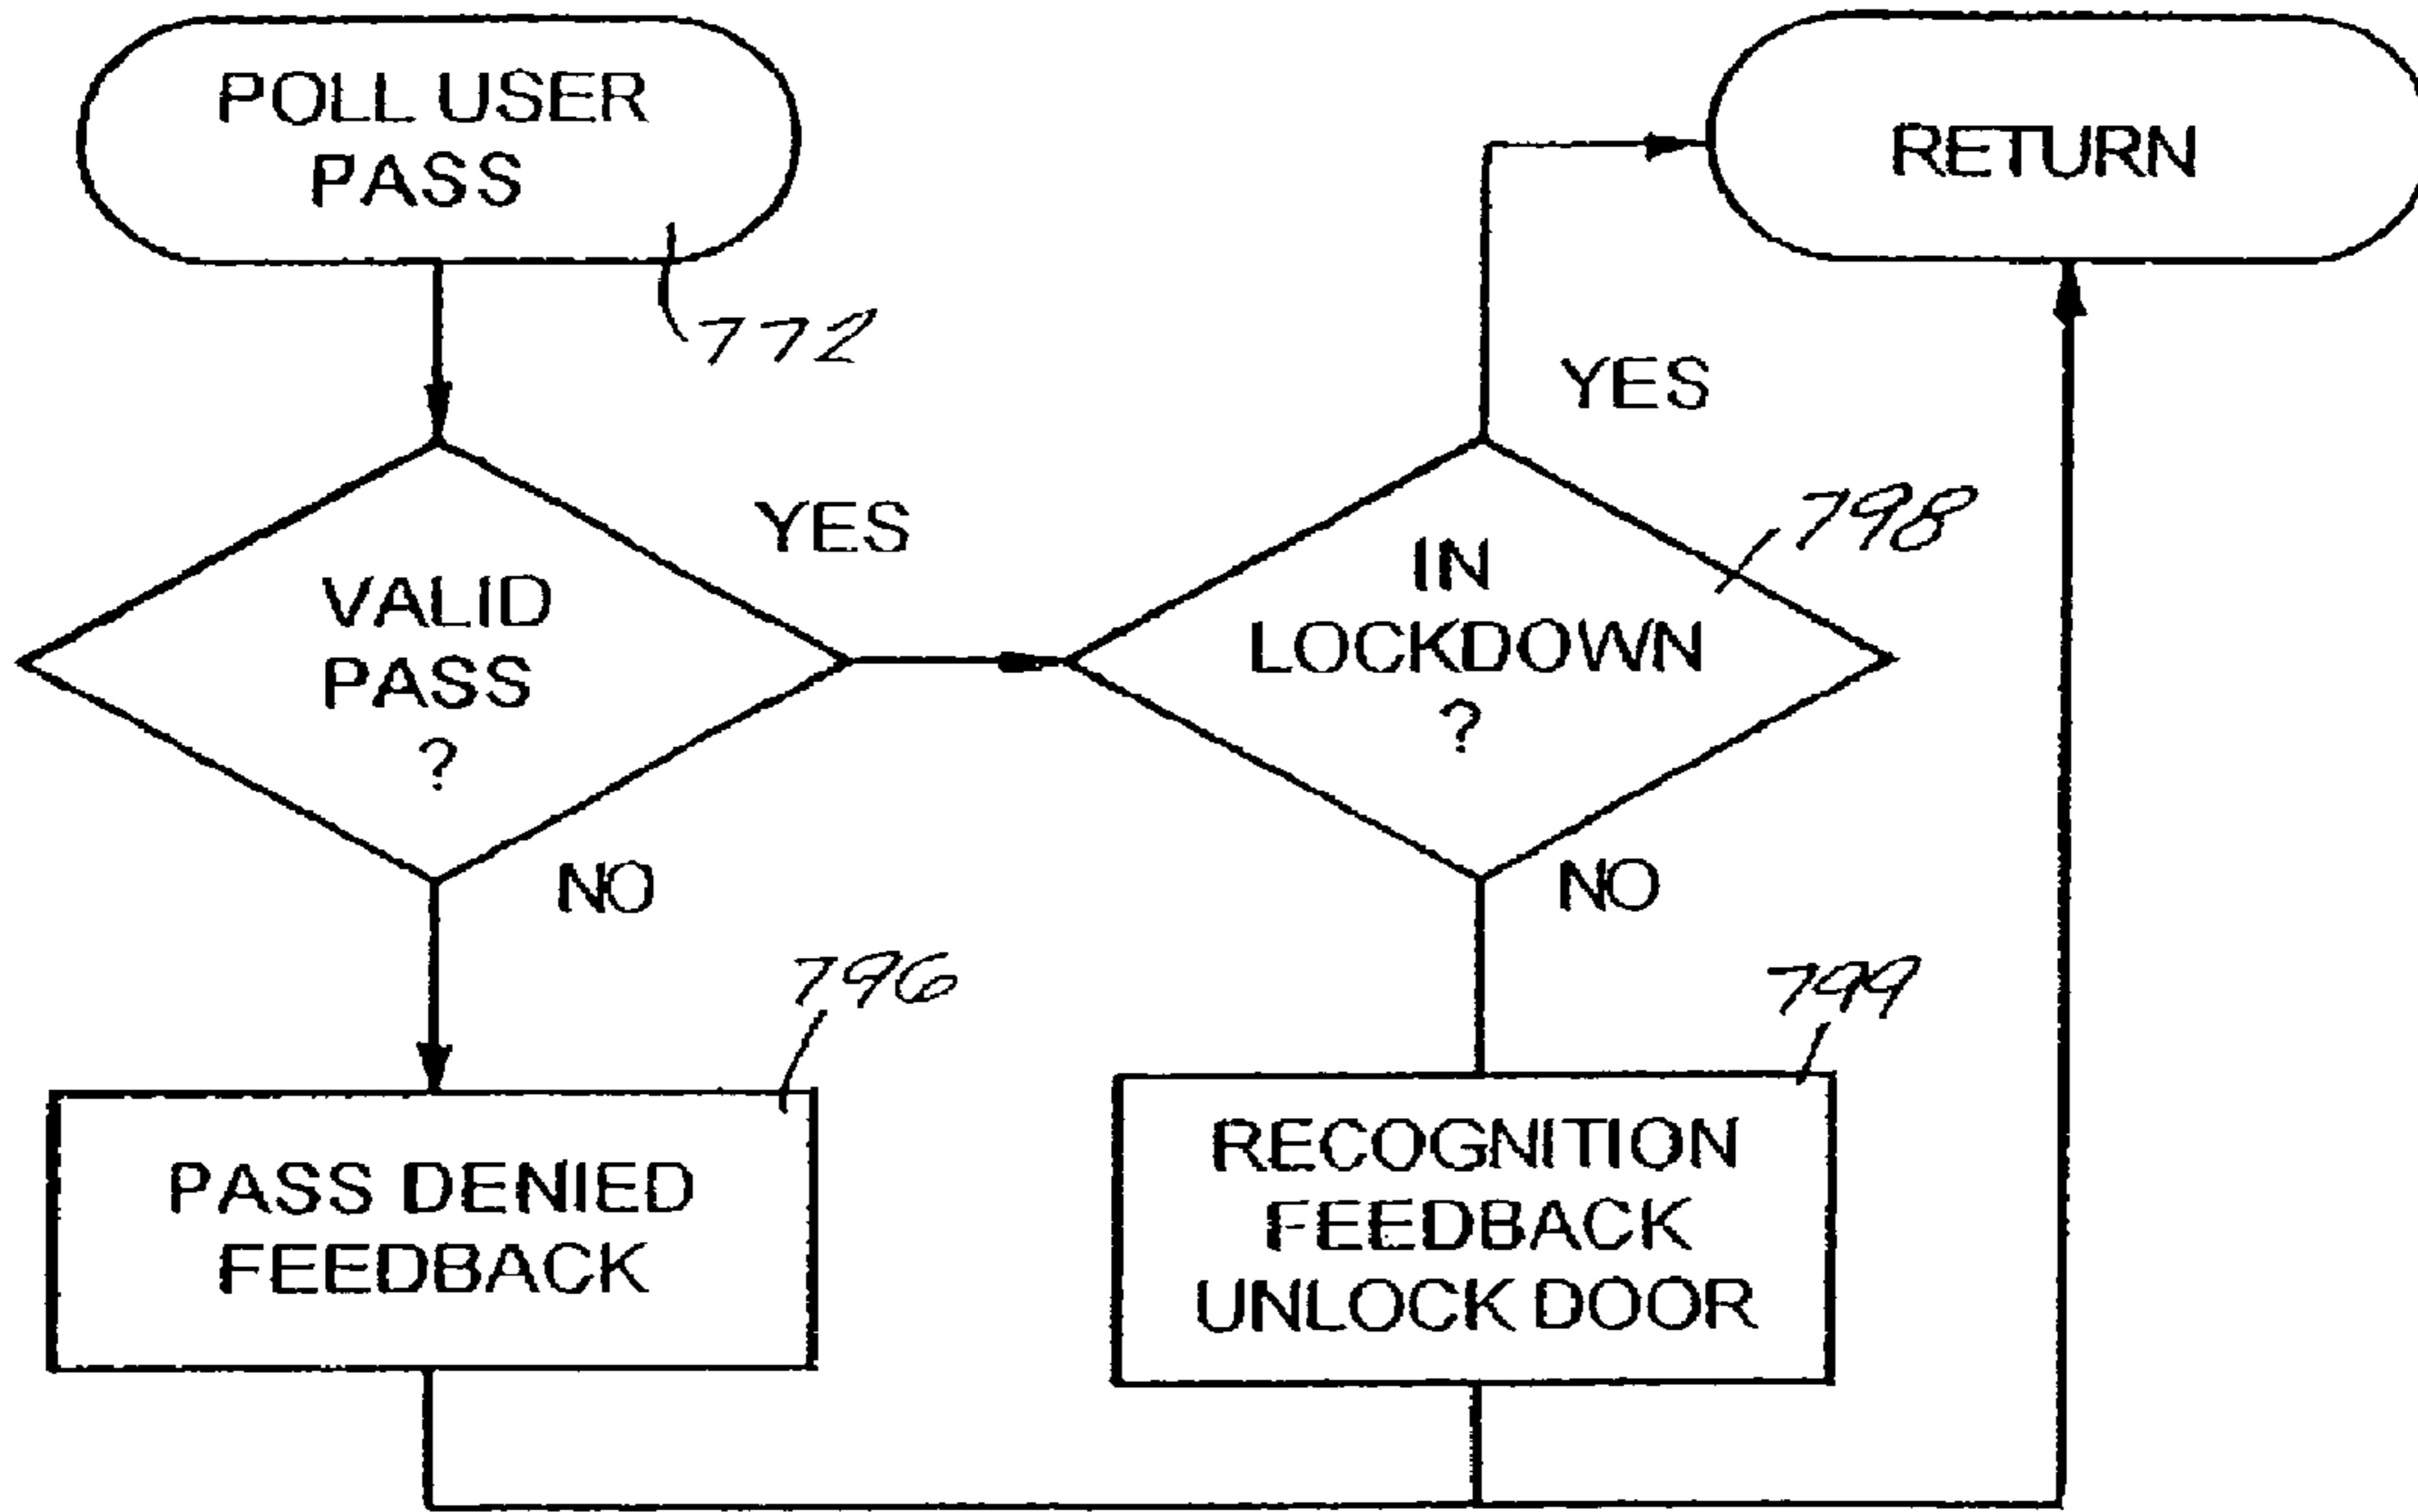 POLL USER
PASS
772
RETURN
VALID
PASS
?
YES
NO
IN
LOCKDOWN
?
YES
798
NO
796
PASS DENIED
FEEDBACK
799
RECOGNITION
FEEDBACK
UNLOCK DOOR